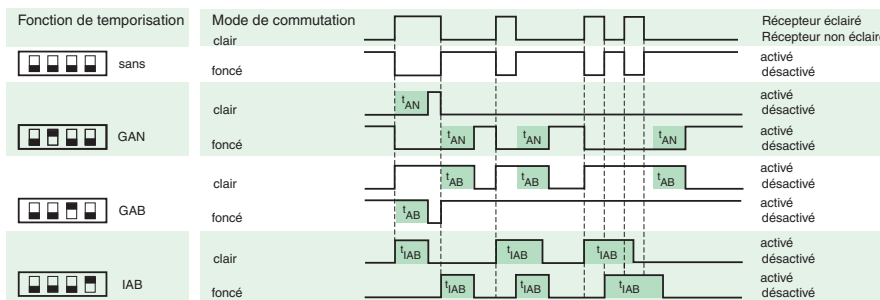 Fonction de temporisation
Mode de commutation
Récepteur éclairé
clair
Récepteur non éclairé
sans
foncé
activé
désactivé
clair
tAN
activé
désactivé
GAN
foncé
tAN
tAN
tAN
activé
désactivé
clair
tAB
tAB
tAB
activé
désactivé
GAB
foncé
tAB
activé
désactivé
clair
tIAB
tIAB
tIAB
activé
désactivé
IAB
foncé
tIAB
tIAB
tIAB
activé
désactivé